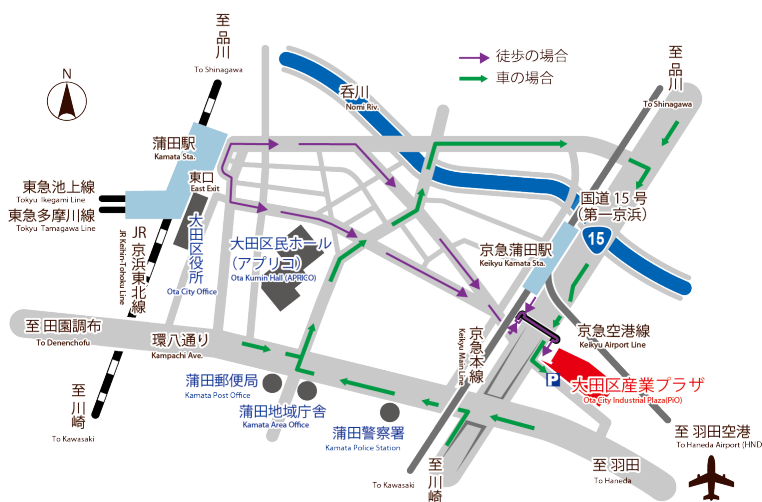 至
品
川
To Shinagawa
徒歩の場合
車の場合
至
品
川
To Shinagawa
N
呑川
Nomi Riv.
蒲田駅
Kamata Sta.
東口
East Exit
東急池上線
Tokyu Ikegami Line
東急多摩川線
Tokyu Tamagawa Line
国道15号
(第一京浜)
15
大田区役所
Ota City Office
大田区民ホール
(アプリコ)
Ota Kumin Hall (APRICO)
京急蒲田駅
Keikyu Kamata Sta.
JR
京浜東北線
JR Keihin-Tohoku Line
至 田園調布
To Denenchofu
環八通り
Kampachi Ave.
京急本線
Keikyu Main Line
京急空港線
Keikyu Airport Line
P
大田区産業プラザ
Ota City Industrial Plaza(PiO)
蒲田郵便局
Kamata Post Office
蒲田地域庁舎
Kamata Area Office
蒲田警察署
Kamata Police Station
至
川
崎
To Kawasaki
至
川
崎
To Kawasaki
至 羽田
To Haneda
至 羽田空港
To Haneda Airport (HND